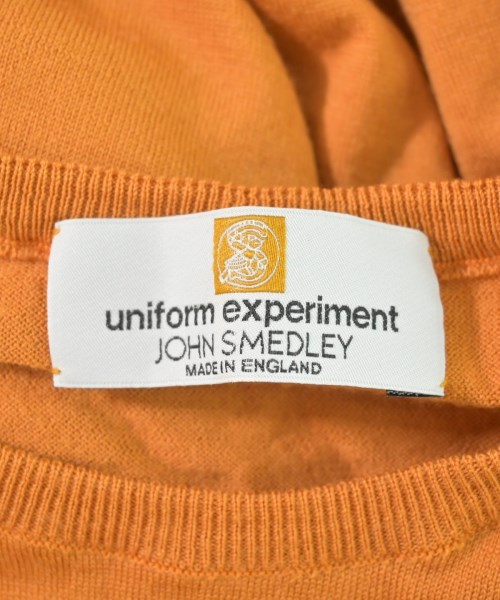 uniform experiment
JOHN SMEDLEY
MADE IN ENGLAND